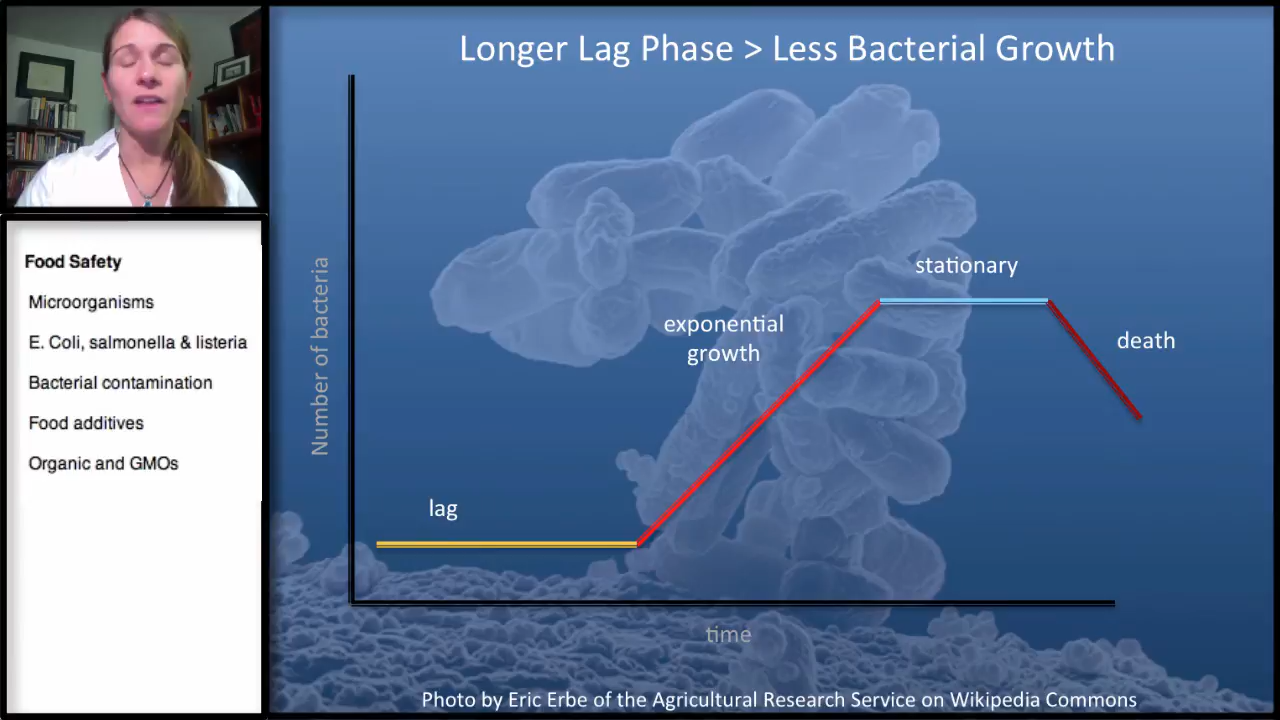 Longer Lag Phase > Less Bacterial Growth
Food Safety
Microorganisms
E. Coli, salmonella & listeria
Bacterial contamination
Food additives
Organic and GMOs
Number of bacteria
stationary
exponential
growth
death
lag
time
Photo by Eric Erbe of the Agricultural Research Service on Wikipedia Commons